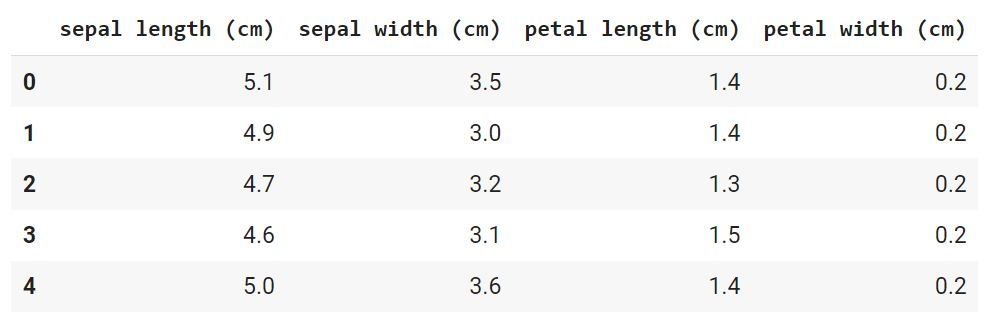 sepal length (cm) sepal width (cm) petal length (cm) petal width (cm)
0 5.1 3.5 1.4 0.2
1 4.9 3.0 1.4 0.2
2 4.7 3.2 1.3 0.2
3 4.6 3.1 1.5 0.2
4 5.0 3.6 1.4 0.2